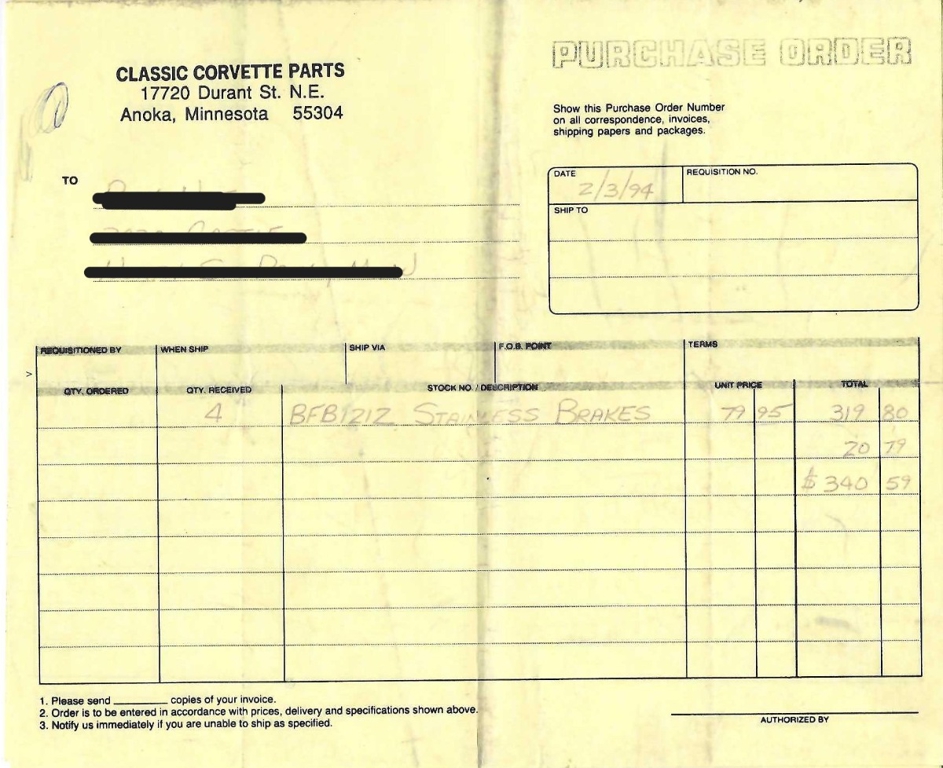 PURCHASE ORDER
CLASSIC CORVETTE PARTS
17720 Durant St. N.E.
Anoka, Minnesota 55304
Show this Purchase Order Number
on all correspondence, invoices,
shipping papers and packages.
TO
DATE REQUISITION NO.
2/3/94
SHIP TO
REQUISITIONED BY WHEN SHIP SHIP VIA F.O.B. POINT TERMS
QTY. ORDERED QTY. RECEIVED STOCK NO. / DESCRIPTION UNIT PRICE TOTAL
4 BFB1212 STAINLESS BRAKES 79 95 319 80
20 79
$ 340 59
1. Please send ________ copies of your invoice.
2. Order is to be entered in accordance with prices, delivery and specifications shown above.
3. Notify us immediately if you are unable to ship as specified.
AUTHORIZED BY